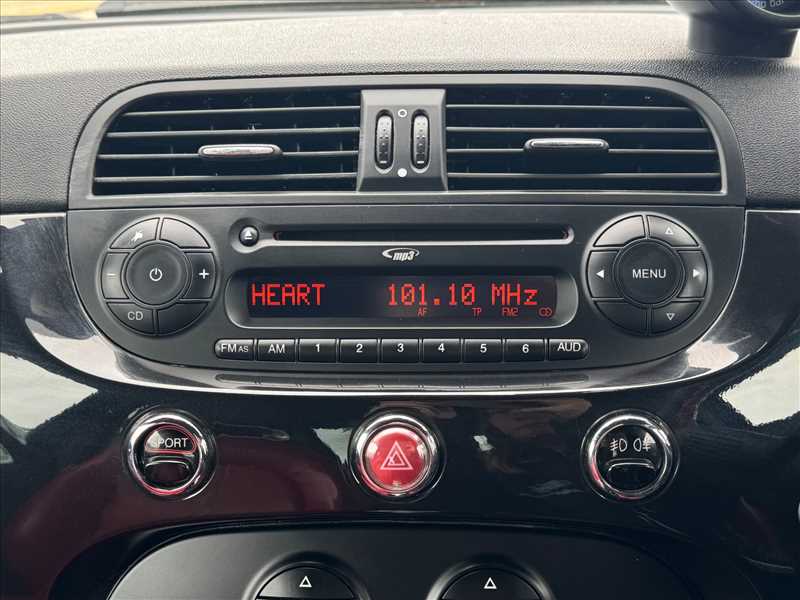 mp3
MENU
HEART 101.10 MHz
AF TP FM2
CD
FM AS AM 1 2 3 4 5 6 AUD
SPORT